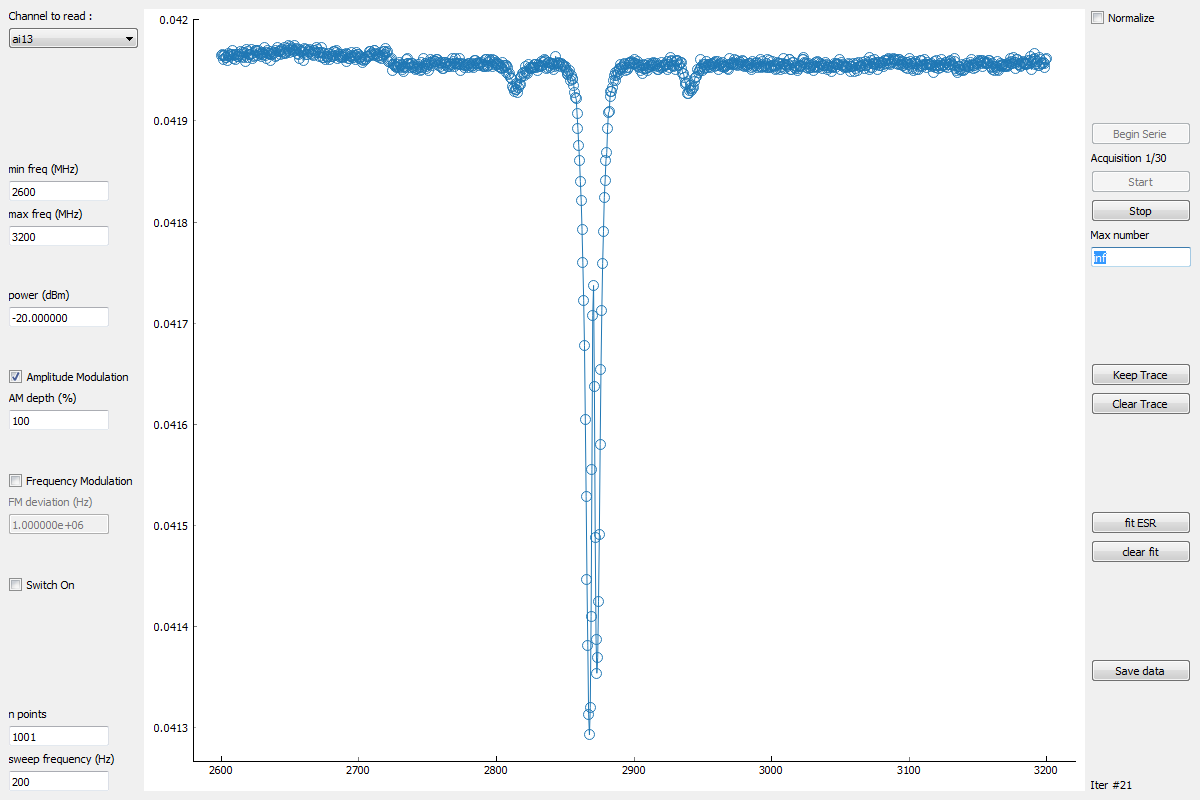 Channel to read :
ai13
min freq (MHz)
2600
max freq (MHz)
3200
power (dBm)
-20.000000
Amplitude Modulation
AM depth (%)
100
Frequency Modulation
FM deviation (Hz)
1.000000e+06
Switch On
n points
1001
sweep frequency (Hz)
200
0.042
0.0419
0.0418
0.0417
0.0416
0.0415
0.0414
0.0413
2600 2700 2800 2900 3000 3100 3200
Normalize
Begin Serie
Acquisition 1/30
Start
Stop
Max number
inf
Keep Trace
Clear Trace
fit ESR
clear fit
Save data
Iter #21